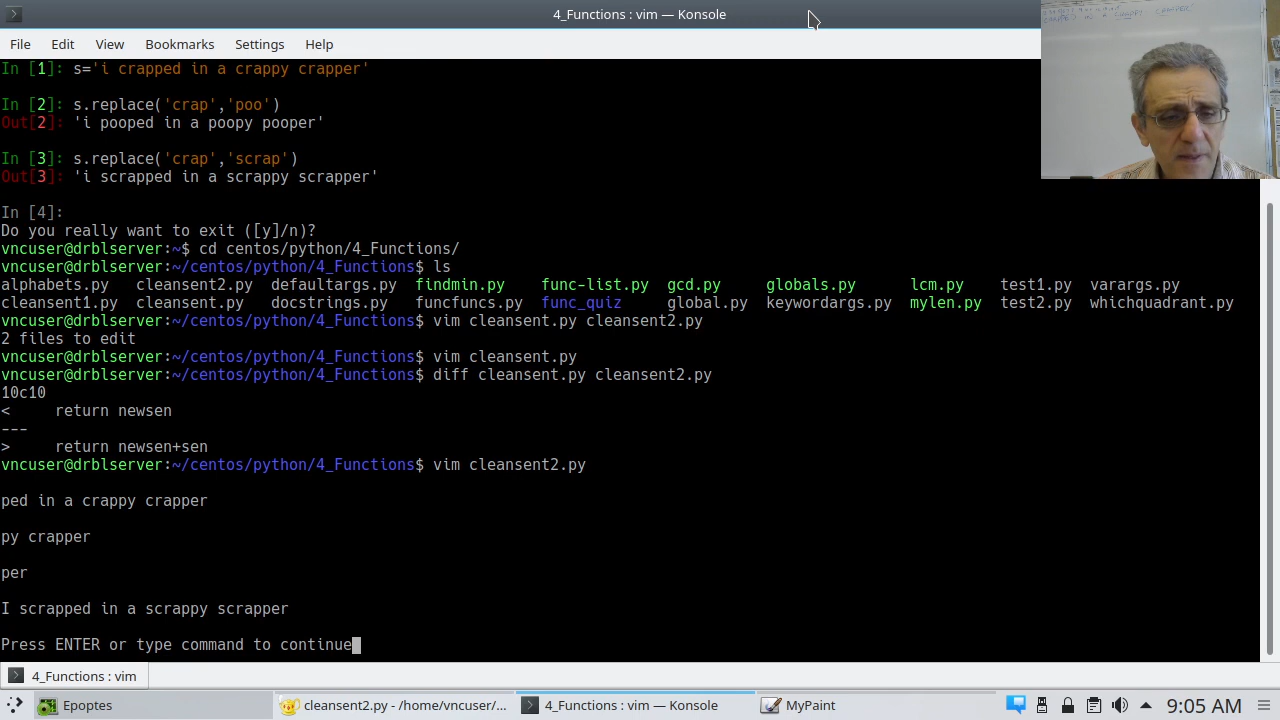 4_Functions : vim — Konsole
File Edit View Bookmarks Settings Help
In [1]: s='i crapped in a crappy crapper'
In [2]: s.replace('crap','poo')
Out[2]: 'i pooped in a poopy pooper'
In [3]: s.replace('crap','scrap')
Out[3]: 'i scrapped in a scrappy scrapper'
In [4]:
Do you really want to exit ([y]/n)?
vncuser@drblserver:~$ cd centos/python/4_Functions/
vncuser@drblserver:~/centos/python/4_Functions$ ls
alphabets.py cleansent2.py defaultargs.py findmin.py func-list.py gcd.py globals.py lcm.py test1.py varargs.py
cleansent1.py cleansent.py docstrings.py funcfuncs.py func_quiz global.py keywordargs.py mylen.py test2.py whichquadrant.py
vncuser@drblserver:~/centos/python/4_Functions$ vim cleansent.py cleansent2.py
2 files to edit
vncuser@drblserver:~/centos/python/4_Functions$ vim cleansent.py
vncuser@drblserver:~/centos/python/4_Functions$ diff cleansent.py cleansent2.py
10c10
< return newsen
---
> return newsen+sen
vncuser@drblserver:~/centos/python/4_Functions$ vim cleansent2.py
ped in a crappy crapper
py crapper
per
I scrapped in a scrappy scrapper
Press ENTER or type command to continue
4_Functions : vim
Epoptes cleansent2.py - /home/vncuser/... 4_Functions : vim — Konsole MyPaint 9:05 AM